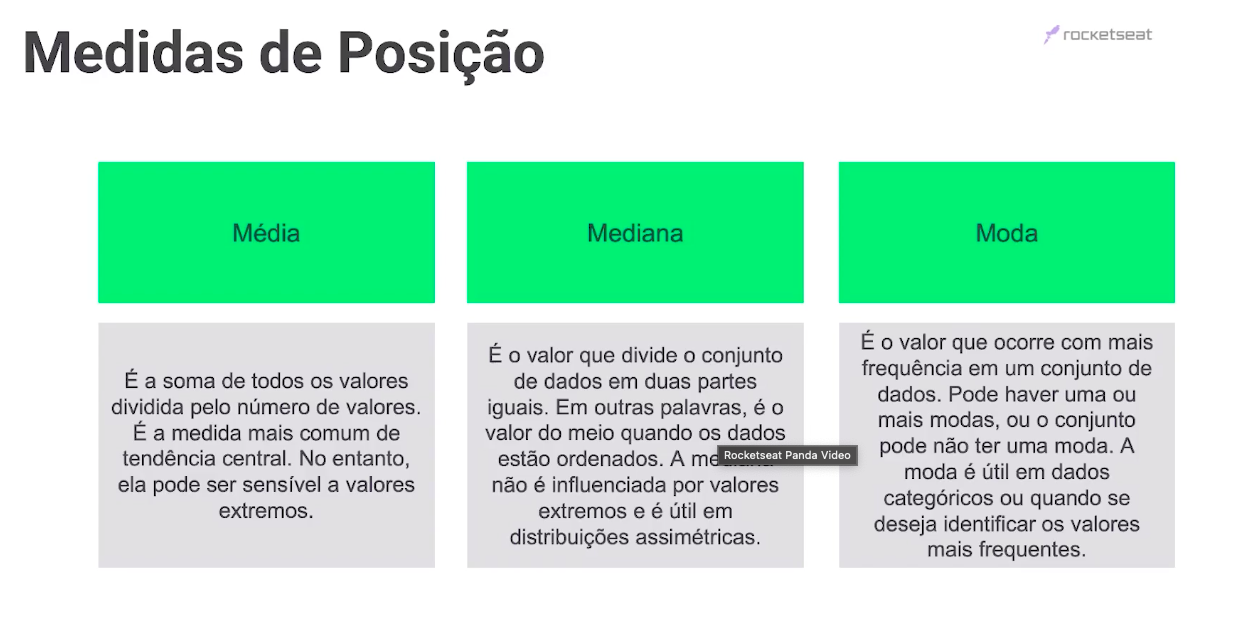 Medidas de Posição
rocketseat
Média
Mediana
Moda
É a soma de todos os valores
dividida pelo número de valores.
É a medida mais comum de
tendência central. No entanto,
ela pode ser sensível a valores
extremos.
É o valor que divide o conjunto
de dados em duas partes
iguais. Em outras palavras, é o
valor do meio quando os dados
estão ordenados. A
não é influenciada por valores
extremos e é útil em
distribuições assimétricas.
Rocketseat Panda Video
É o valor que ocorre com mais
frequência em um conjunto de
dados. Pode haver uma ou
mais modas, ou o conjunto
pode não ter uma moda. A
moda é útil em dados
categóricos ou quando se
deseja identificar os valores
mais frequentes.